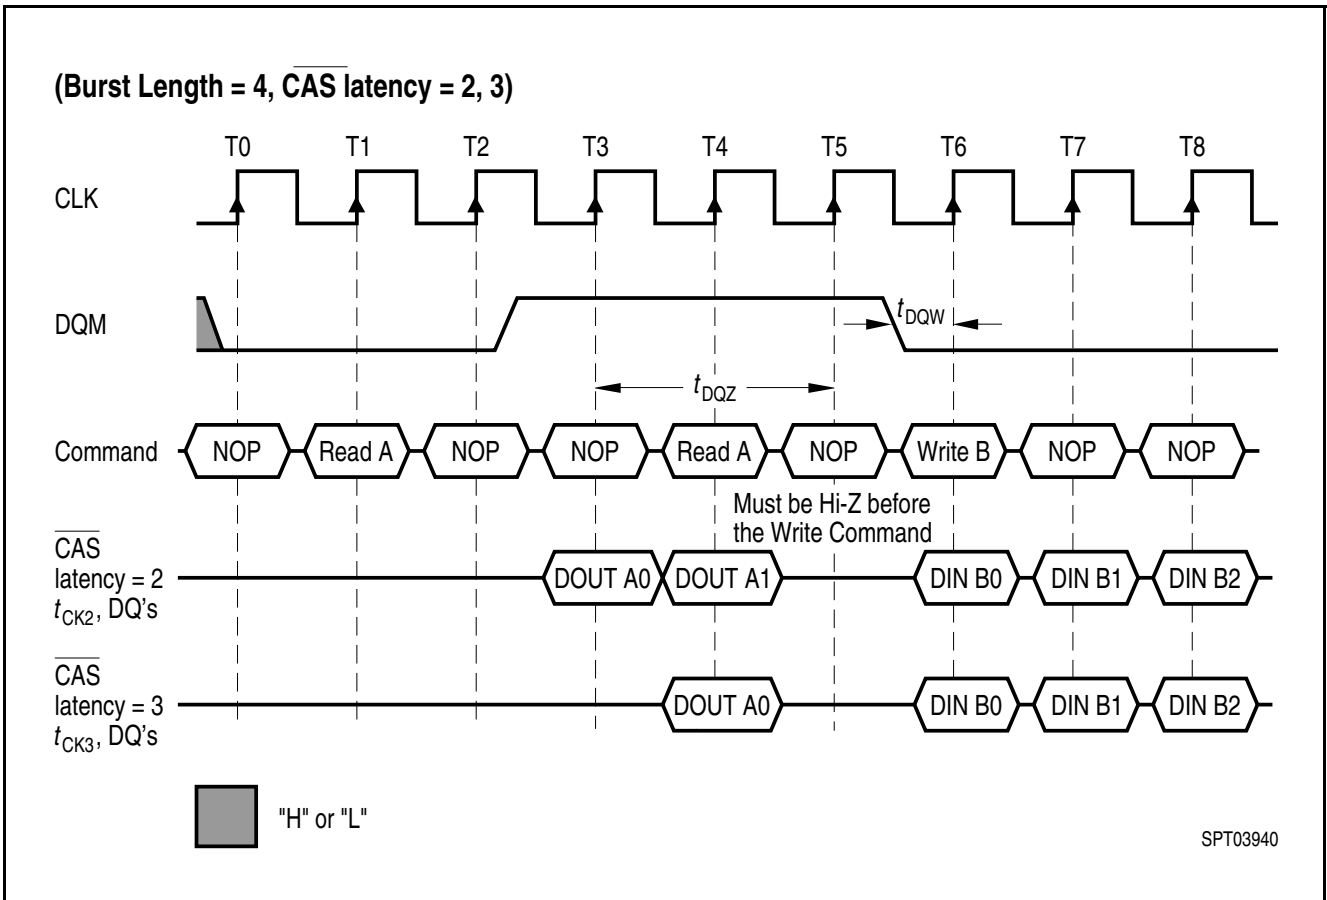 (Burst Length = 4, CAS latency = 2, 3)
T0 T1 T2 T3 T4 T5 T6 T7 T8
CLK
DQM
tDQW
tDQZ
Command NOP Read A NOP NOP Read A NOP Write B NOP NOP
Must be Hi-Z before
the Write Command
CAS
latency = 2 DOUT A0 DOUT A1 DIN B0 DIN B1 DIN B2
tCK2, DQ's
CAS
latency = 3 DOUT A0 DIN B0 DIN B1 DIN B2
tCK3, DQ's
"H" or "L"
SPT03940